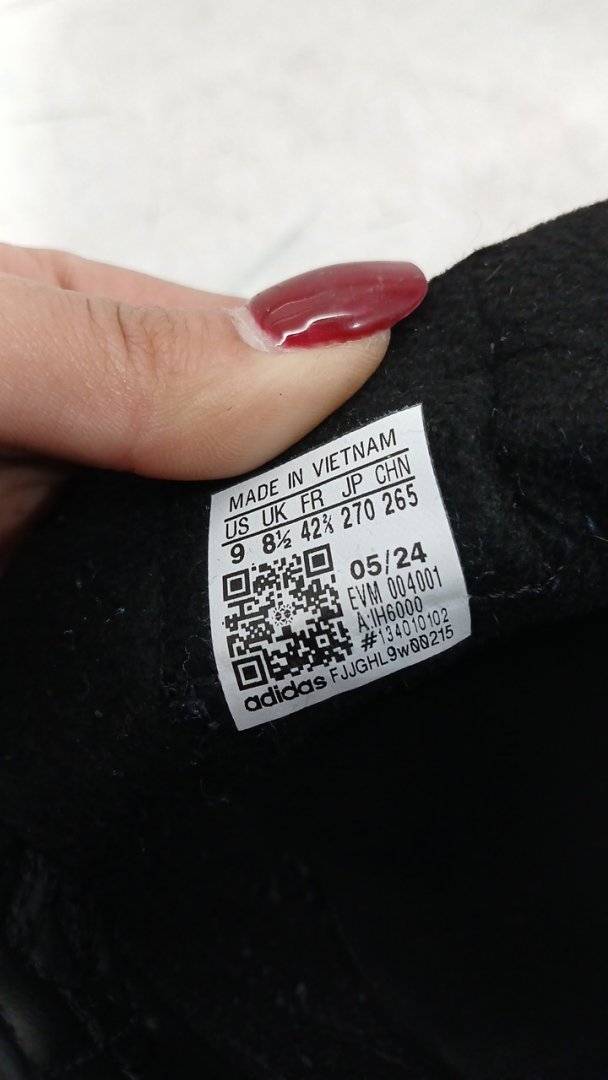 MADE IN VIETNAM
US UK FR JP CHN
9 8½ 42⅔ 270 265
05/24
EVM 004001
A:IH6000
#134010102
adidas FJJGHL9w00215